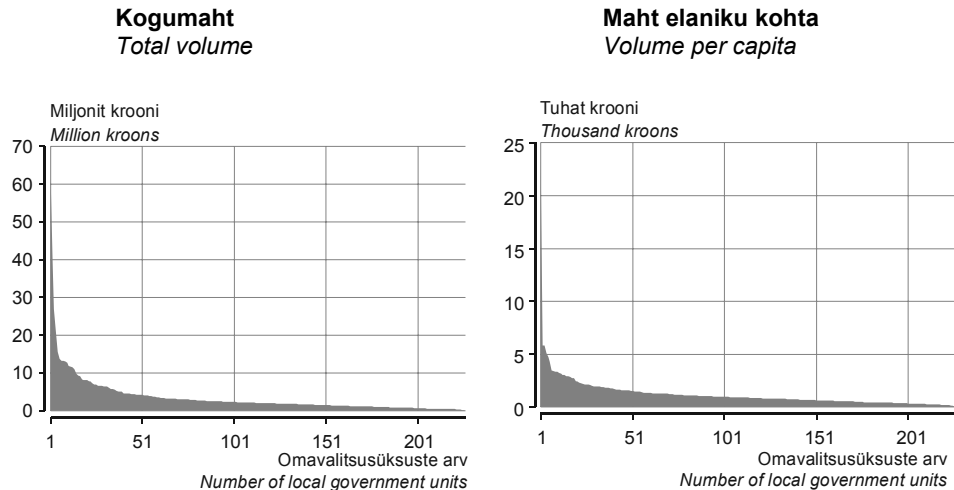 Kogumaht
Total volume
Miljonit krooni
Million kroons
70
60
50
40
30
20
10
0
1 51 101 151 201
Omavalitsusüksuste arv
Number of local government units
Maht elaniku kohta
Volume per capita
Tuhat krooni
Thousand kroons
25
20
15
10
5
0
1 51 101 151 201
Omavalitsusüksuste arv
Number of local government units